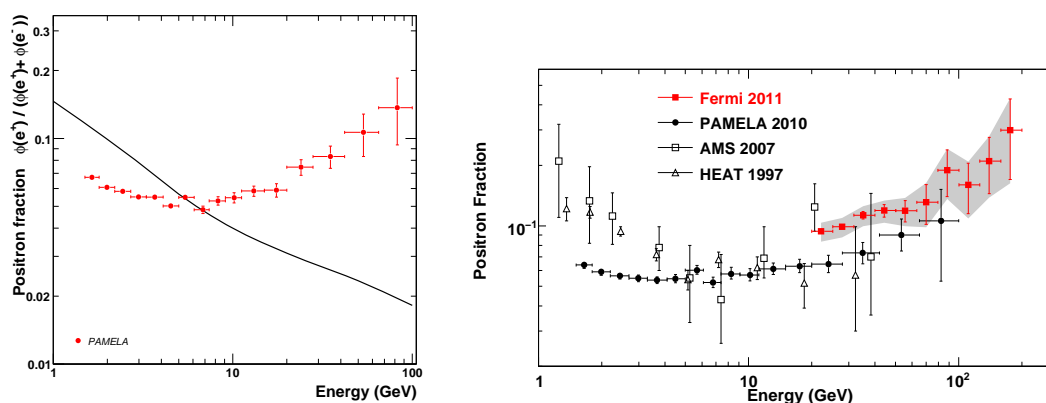 Positron fraction φ(e⁺) / (φ(e⁺)+ φ(e⁻))
0.3
0.2
0.1
0.02
0.01
1
10
100
Energy (GeV)
PAMELA
Positron Fraction
10⁻¹
Fermi 2011
PAMELA 2010
AMS 2007
HEAT 1997
1
10
10²
Energy (GeV)